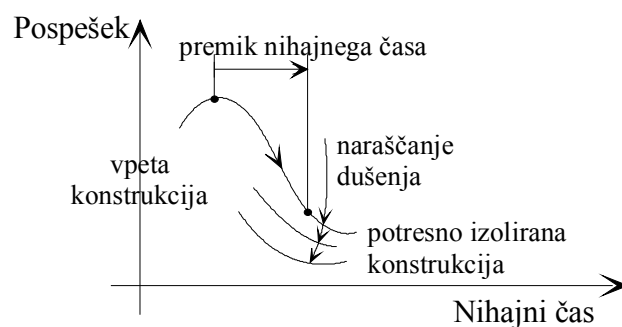 Pospešek
premik nihajnega časa
naraščanje
dušenja
vpeta
konstrukcija
potresno izolirana
konstrukcija
Nihajni čas